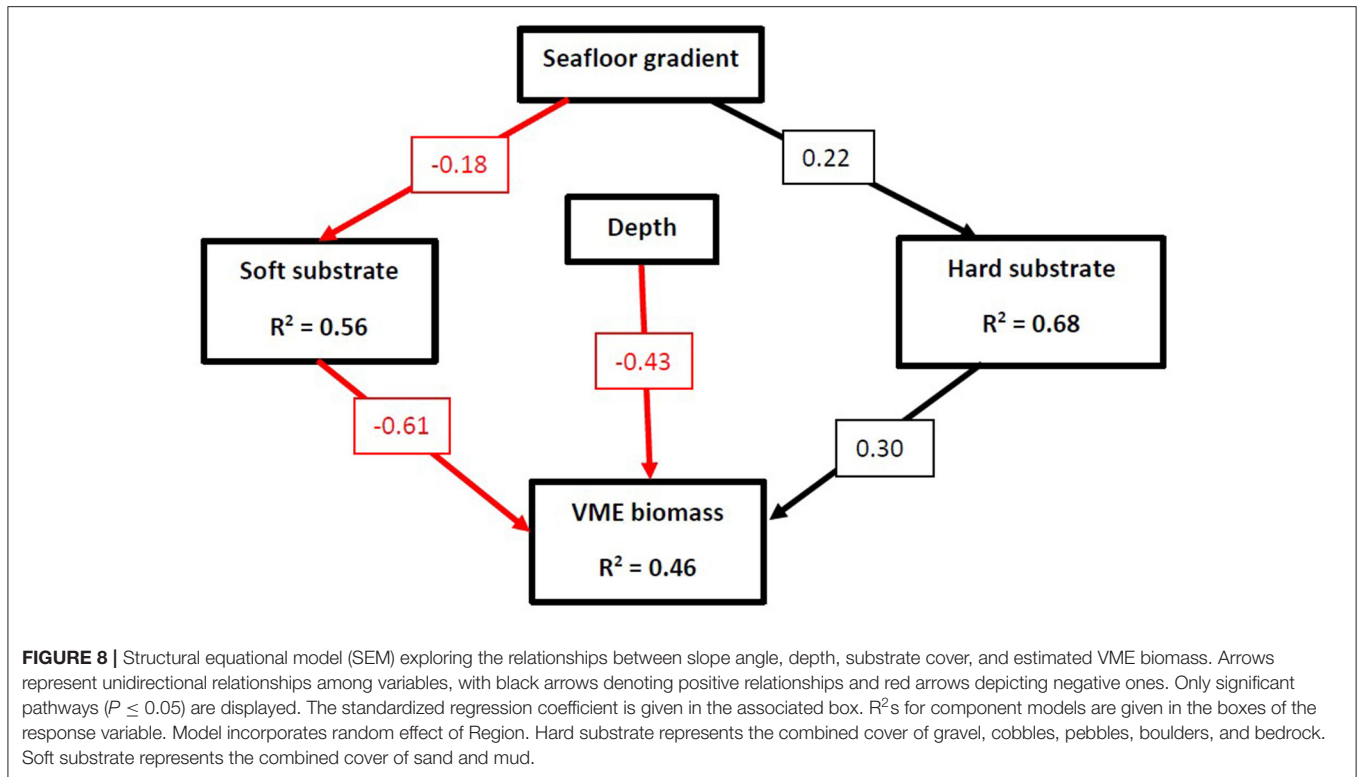 Seafloor gradient
-0.18
0.22
Depth
Soft substrate
R² = 0.56
Hard substrate
R² = 0.68
-0.43
-0.61
0.30
VME biomass
R² = 0.46
FIGURE 8 | Structural equational model (SEM) exploring the relationships between slope angle, depth, substrate cover, and estimated VME biomass. Arrows
represent unidirectional relationships among variables, with black arrows denoting positive relationships and red arrows depicting negative ones. Only significant
pathways (P ≤ 0.05) are displayed. The standardized regression coefficient is given in the associated box. R²s for component models are given in the boxes of the
response variable. Model incorporates random effect of Region. Hard substrate represents the combined cover of gravel, cobbles, pebbles, boulders, and bedrock.
Soft substrate represents the combined cover of sand and mud.